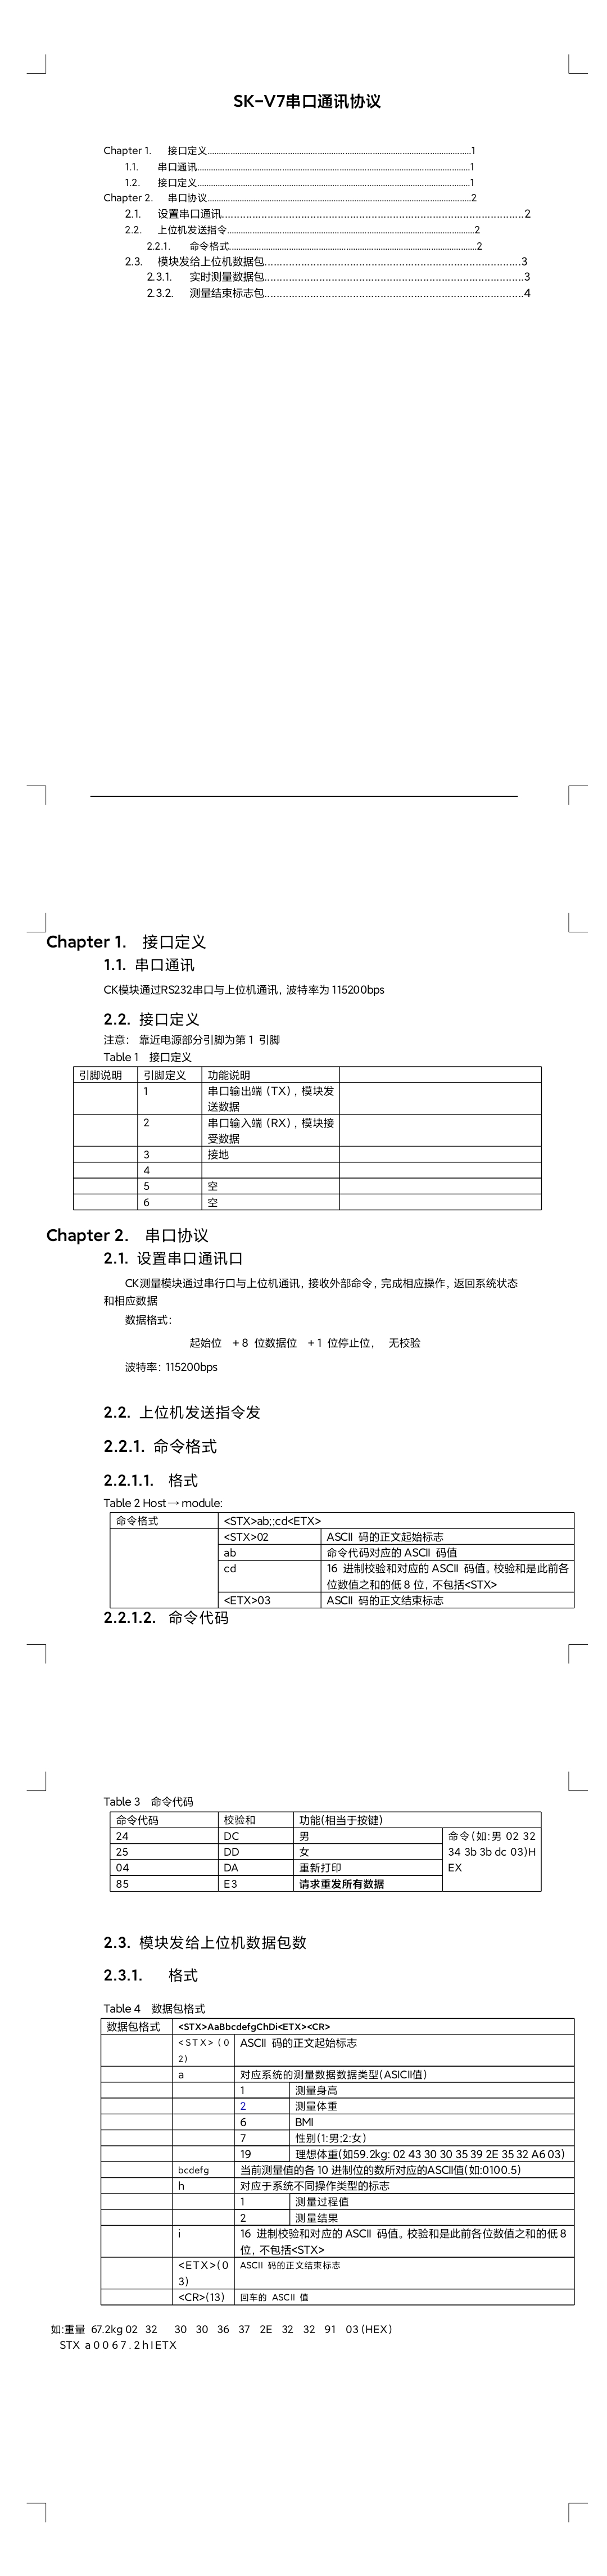 SK-V7串口通讯协议
Chapter 1. 接口定义........1
1.1. 串口通讯........1
1.2. 接口定义........1
Chapter 2. 串口协议........2
2.1. 设置串口通讯........2
2.2. 上位机发送指令........2
2.2.1. 命令格式........2
2.3. 模块发给上位机数据包........3
2.3.1. 实时测量数据包........3
2.3.2. 测量结束标志包........4
Chapter 1. 接口定义
1.1. 串口通讯
CK模块通过RS232串口与上位机通讯, 波特率为 115200bps
2.2. 接口定义
注意: 靠近电源部分引脚为第 1 引脚
Table 1 接口定义
引脚说明 引脚定义 功能说明
1 串口输出端 (TX) , 模块发
送数据
2 串口输入端 (RX) , 模块接
受数据
3 接地
4
5 空
6 空
Chapter 2. 串口协议
2.1. 设置串口通讯口
CK测量模块通过串行口与上位机通讯, 接收外部命令, 完成相应操作, 返回系统状态
和相应数据
数据格式:
起始位 + 8 位数据位 + 1 位停止位, 无校验
波特率: 115200bps
2.2. 上位机发送指令发
2.2.1. 命令格式
2.2.1.1. 格式
Table 2 Host → module:
命令格式 <STX>ab;;cd<ETX>
<STX>02 ASCII 码的正文起始标志
ab 命令代码对应的 ASCII 码值
cd 16 进制校验和对应的 ASCII 码值。校验和是此前各
位数值之和的低 8 位, 不包括<STX>
<ETX>03 ASCII 码的正文结束标志
2.2.1.2. 命令代码
Table 3 命令代码
命令代码 校验和 功能(相当于按键)
24 DC 男 命令(如:男 02 32
25 DD 女 34 3b 3b dc 03)H
04 DA 重新打印 EX
85 E3 请求重发所有数据
2.3. 模块发给上位机数据包数
2.3.1. 格式
Table 4 数据包格式
数据包格式 <STX>AaBbcdefgChDi<ETX><CR>
<STX> (0 ASCII 码的正文起始标志
2)
a 对应系统的测量数据数据类型(ASICII值)
1 测量身高
2 测量体重
6 BMI
7 性别(1:男;2:女)
19 理想体重(如59.2kg: 02 43 30 30 35 39 2E 35 32 A6 03)
bcdefg 当前测量值的各 10 进制位的数所对应的ASCII值(如:0100.5)
h 对应于系统不同操作类型的标志
1 测量过程值
2 测量结果
i 16 进制校验和对应的 ASCII 码值。校验和是此前各位数值之和的低 8
位, 不包括<STX>
<ETX>(0 ASCII 码的正文结束标志
3)
<CR>(13) 回车的 ASCII 值
如:重量 67.2kg 02 32 30 30 36 37 2E 32 32 91 03 (HEX)
STX a 0 0 6 7 . 2 h I ETX